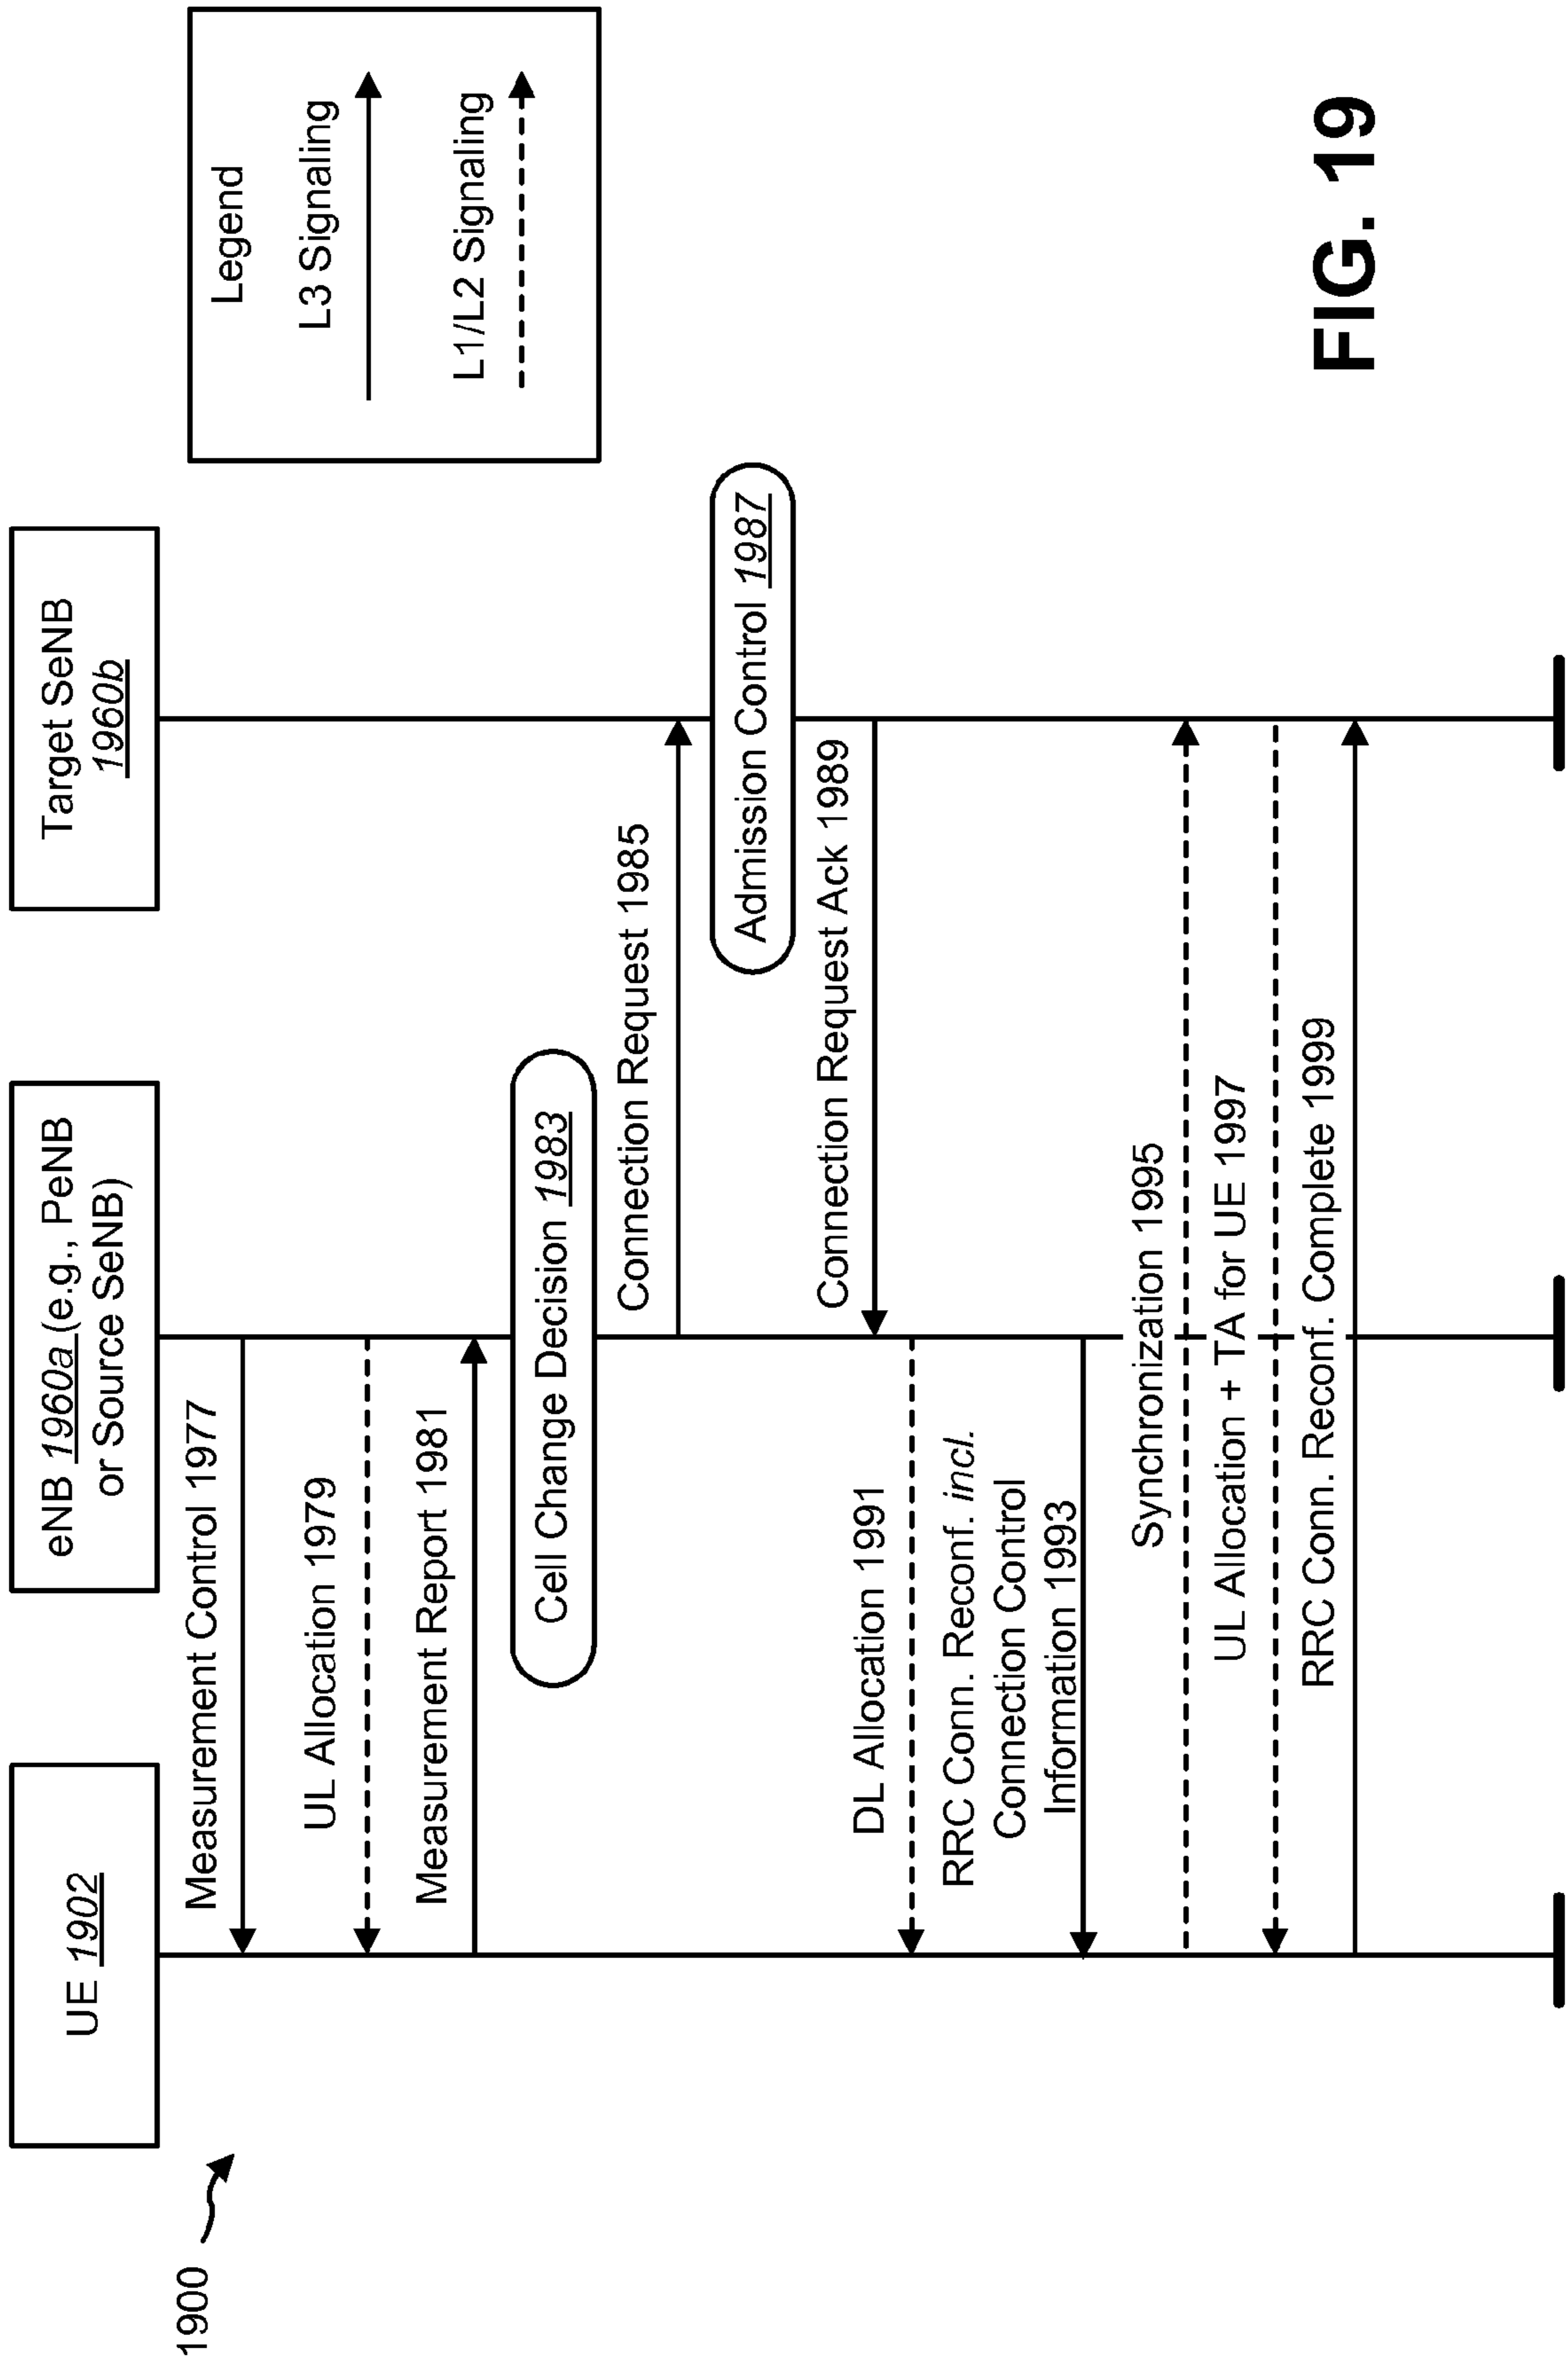 1900
UE 1902
eNB 1960a (e.g., PeNB
or Source SeNB)
Target SeNB
1960b
Legend
L3 Signaling
L1/L2 Signaling
Measurement Control 1977
UL Allocation 1979
Measurement Report 1981
Cell Change Decision 1983
Connection Request 1985
Admission Control 1987
Connection Request Ack 1989
DL Allocation 1991
RRC Conn. Reconf. incl.
Connection Control
Information 1993
Synchronization 1995
UL Allocation + TA for UE 1997
RRC Conn. Reconf. Complete 1999
FIG. 19